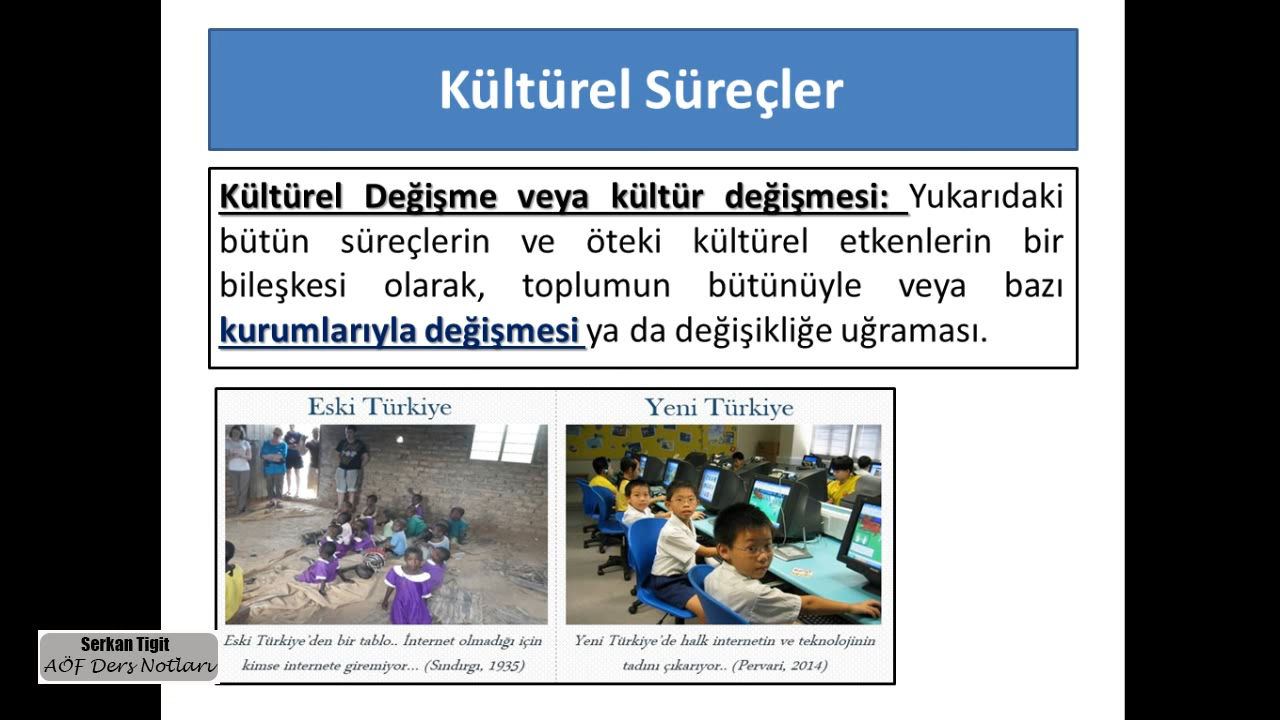 Kültürel Süreçler
Kültürel Değişme veya kültür değişmesi: Yukarıdaki
bütün süreçlerin ve öteki kültürel etkenlerin bir
bileşkesi olarak, toplumun bütünüyle veya bazı
kurumlarıyla değişmesi ya da değişikliğe uğraması.
Eski Türkiye
Yeni Türkiye
Eski Türkiye'den bir tablo.. İnternet olmadığı için
kimse internete giremiyor... (Sındırgı, 1935)
Yeni Türkiye'de halk internetin ve teknolojinin
tadını çıkarıyor.. (Pervari, 2014)
Serkan Tigit
AÖF Ders Notları